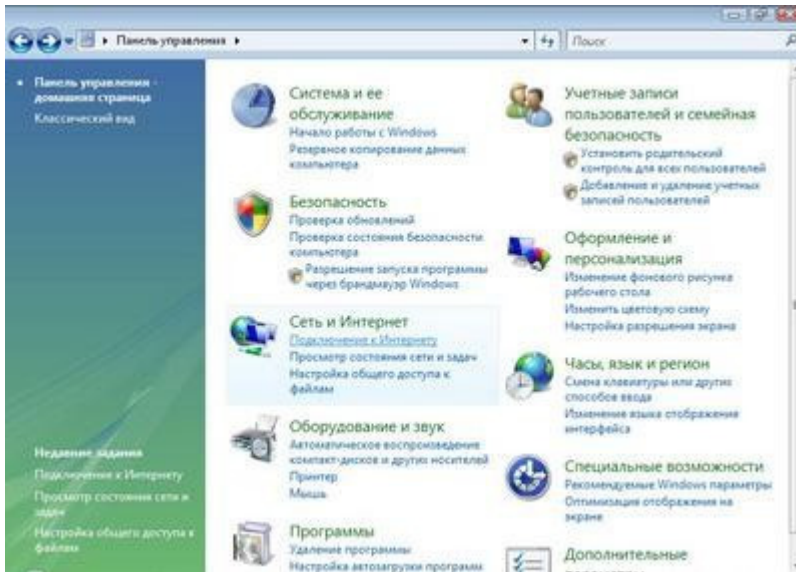 Панель управления
Поиск
Панель управления -
домашняя страница
Классический вид
Система и ее
обслуживание
Начало работы с Windows
Резервное копирование данных
компьютера
Безопасность
Проверка обновлений
Проверка состояния безопасности
компьютера
Разрешение запуска программы
через брандмауэр Windows
Сеть и Интернет
Подключение к Интернету
Просмотр состояния сети и задач
Настройка общего доступа к
файлам
Оборудование и звук
Автоматическое воспроизведение
компакт-дисков и других носителей
Принтер
Мышь
Программы
Удаление программы
Настройка автозагрузки программ
Учетные записи
пользователей и семейная
безопасность
Установить родительский
контроль для всех пользователей
Добавление и удаление учетных
записей пользователей
Оформление и
персонализация
Изменение фонового рисунка
рабочего стола
Изменить цветовую схему
Настройка разрешения экрана
Часы, язык и регион
Смена клавиатуры или других
способов ввода
Изменение языка отображения
интерфейса
Специальные возможности
Рекомендуемые Windows параметры
Оптимизация отображения на
экране
Дополнительные
Недавние задания
Подключение к Интернету
Просмотр состояния сети и
задач
Настройка общего доступа к
файлам